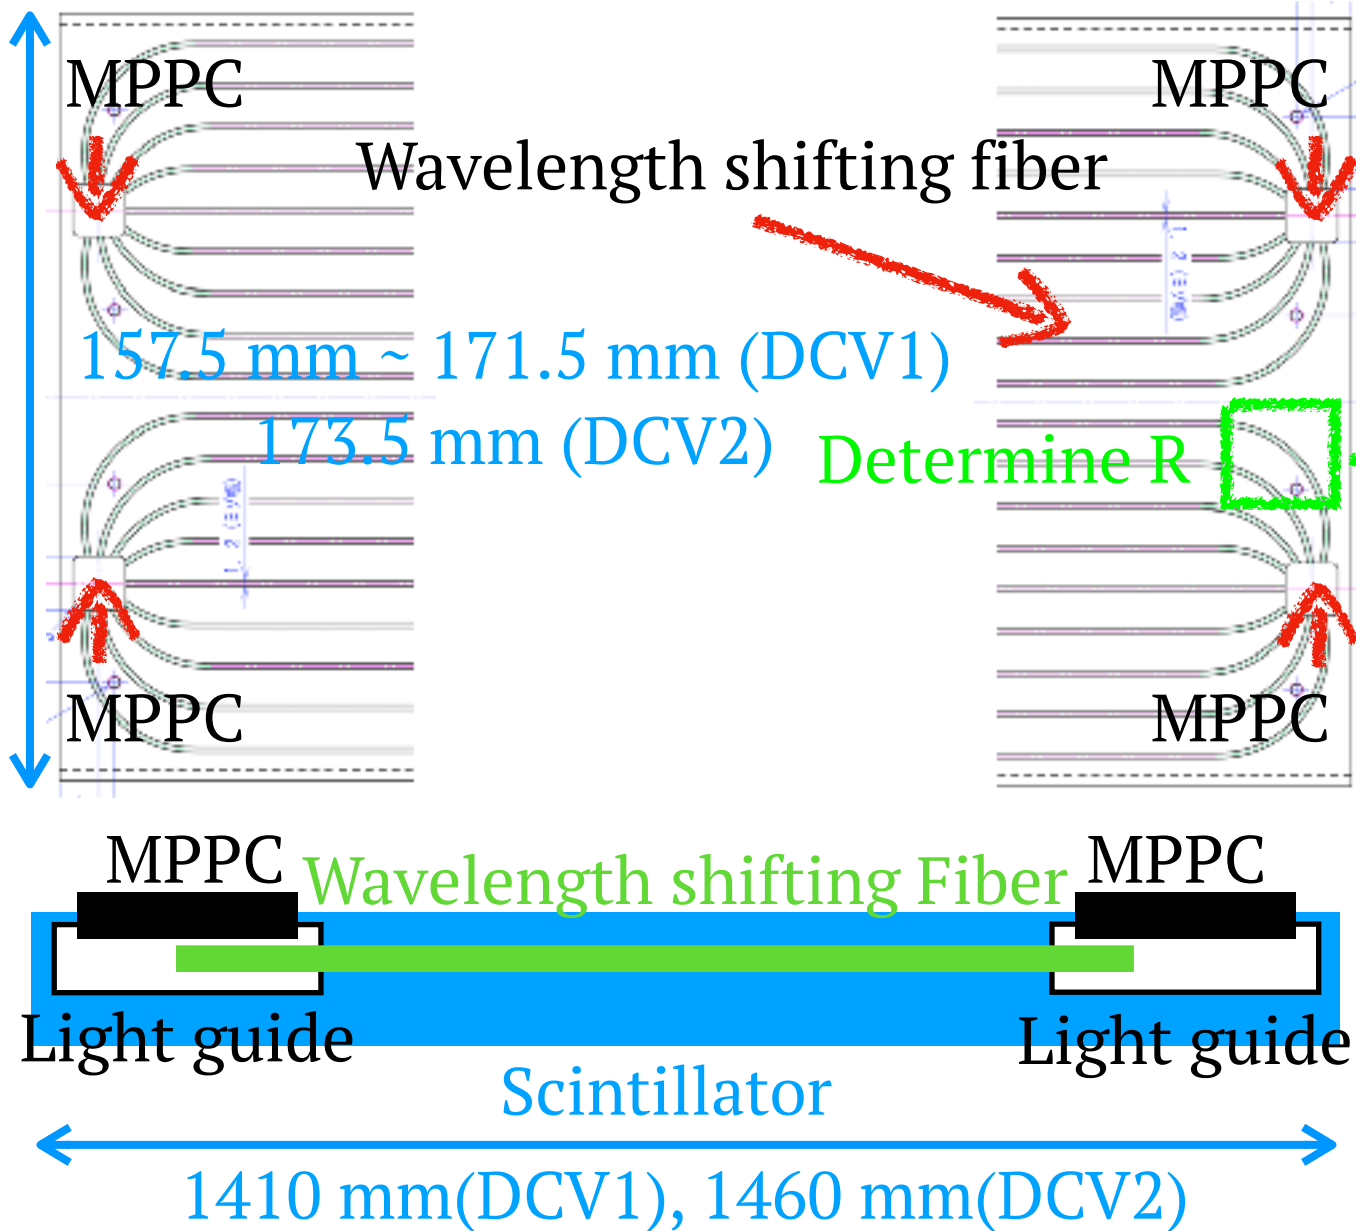 MPPC MPPC
Wavelength shifting fiber
157.5 mm ~ 171.5 mm (DCV1)
173.5 mm (DCV2)
Determine R
MPPC MPPC
MPPC MPPC
Wavelength shifting Fiber
Light guide Light guide
Scintillator
1410 mm(DCV1), 1460 mm(DCV2)